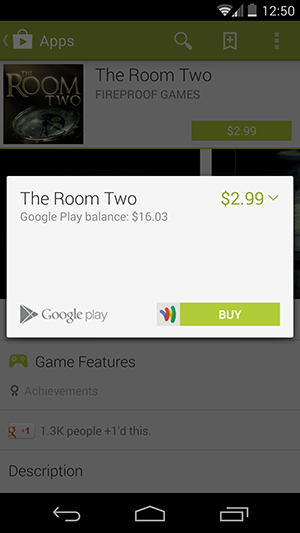 12:50
Apps
THE ROOM TWO
The Room Two
FIREPROOF GAMES
$2.99
The Room Two
$2.99
Google Play balance: $16.03
Google play
BUY
Game Features
Achievements
g +1
1.3K people +1'd this.
Description